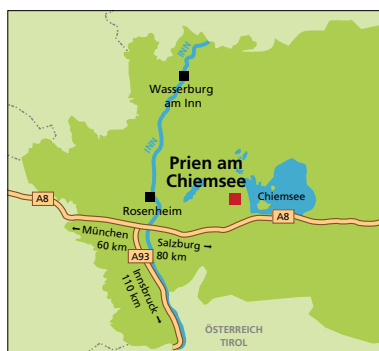 INN
Wasserburg
am Inn
INN
Prien am
Chiemsee
Chiemsee
A8
Rosenheim
A8
← München
60 km
Salzburg →
80 km
A93
Innsbruck →
110 km
ÖSTERREICH
TIROL